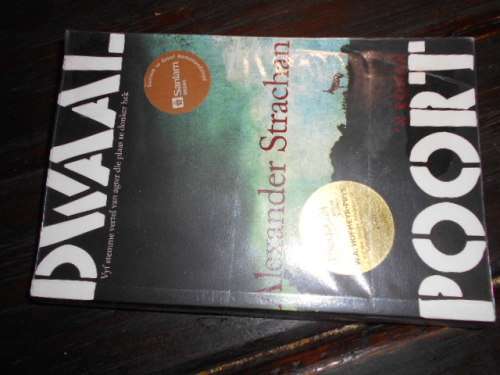 DWAAL
POORT
Alexander Strachan
Vyf stemme vertel van agter die plaas se donker hek
Sanlam